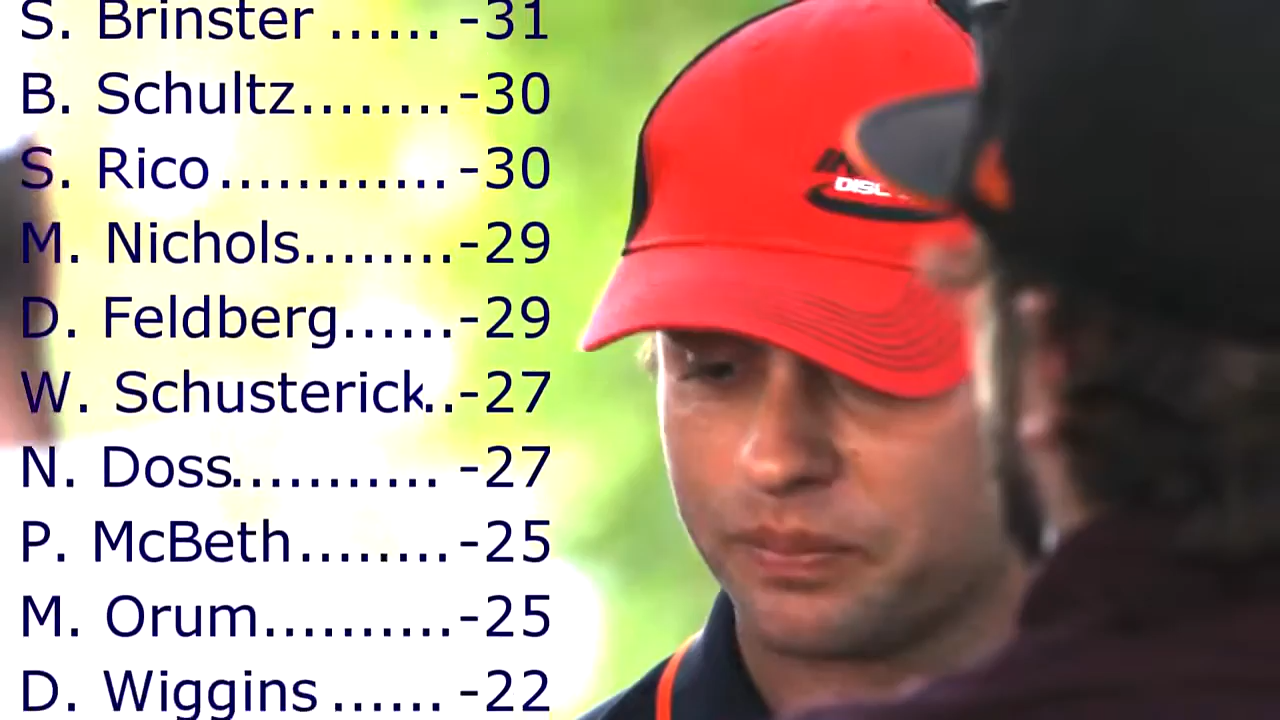 S. Brinster ...... -31
B. Schultz........-30
S. Rico ............-30
M. Nichols........-29
D. Feldberg......-29
W. Schusterick..-27
N. Doss........... -27
P. McBeth........-25
M. Orum..........-25
D. Wiggins ...... -22